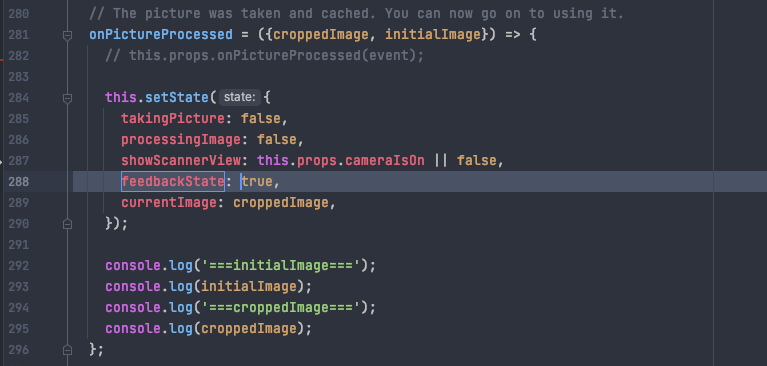 280 // The picture was taken and cached. You can now go on to using it.
281 onPictureProcessed = ({croppedImage, initialImage}) => {
282 // this.props.onPictureProcessed(event);
283
284 this.setState( state: {
285 takingPicture: false,
286 processingImage: false,
287 showScannerView: this.props.cameraIsOn || false,
288 feedbackState: true,
289 currentImage: croppedImage,
290 });
291
292 console.log('===initialImage===');
293 console.log(initialImage);
294 console.log('===croppedImage===');
295 console.log(croppedImage);
296 };